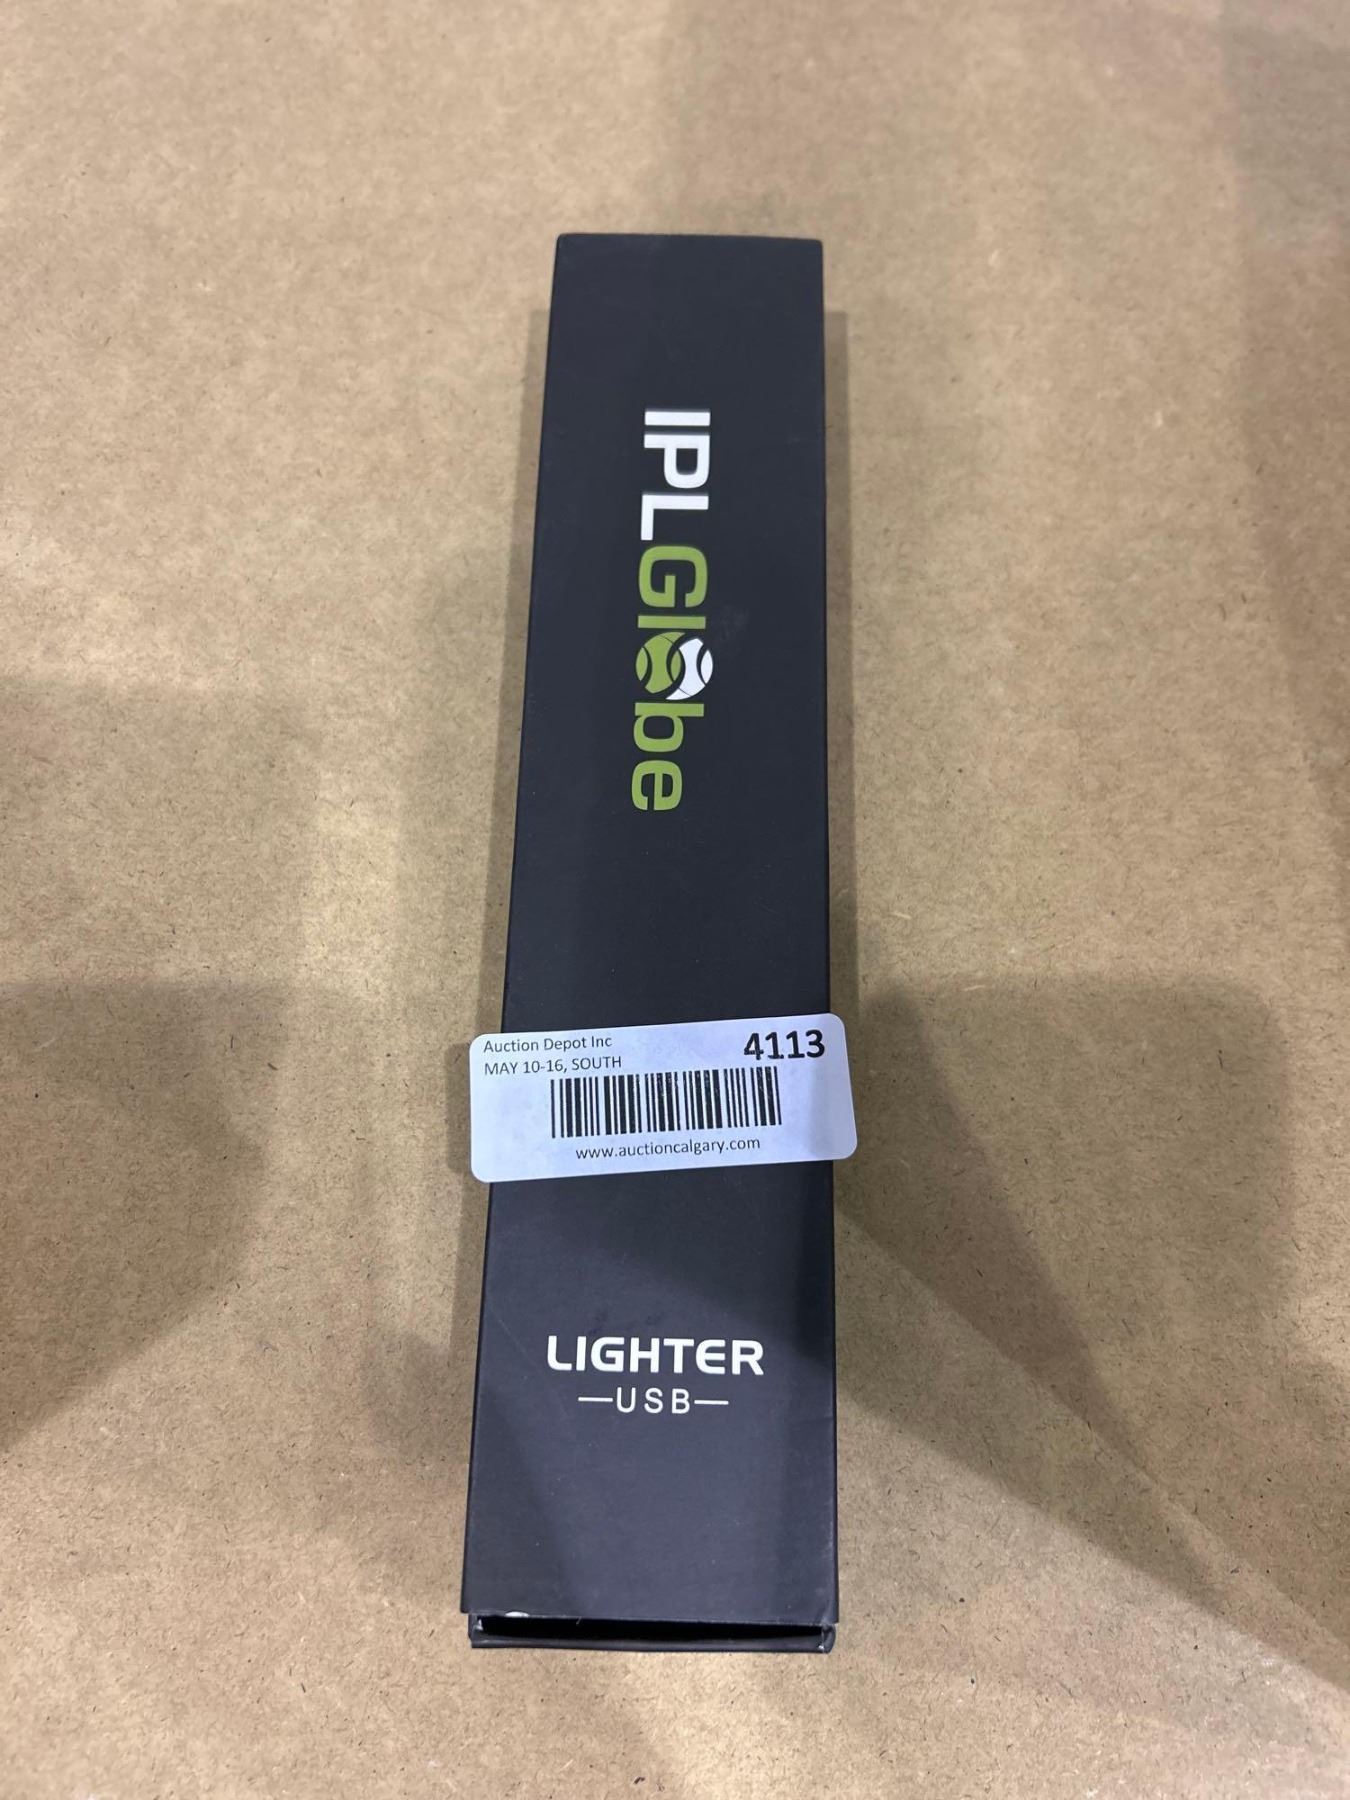 IPLGlobe
Auction Depot Inc
4113
MAY 10-16, SOUTH
www.auctioncalgary.com
LIGHTER
—USB—